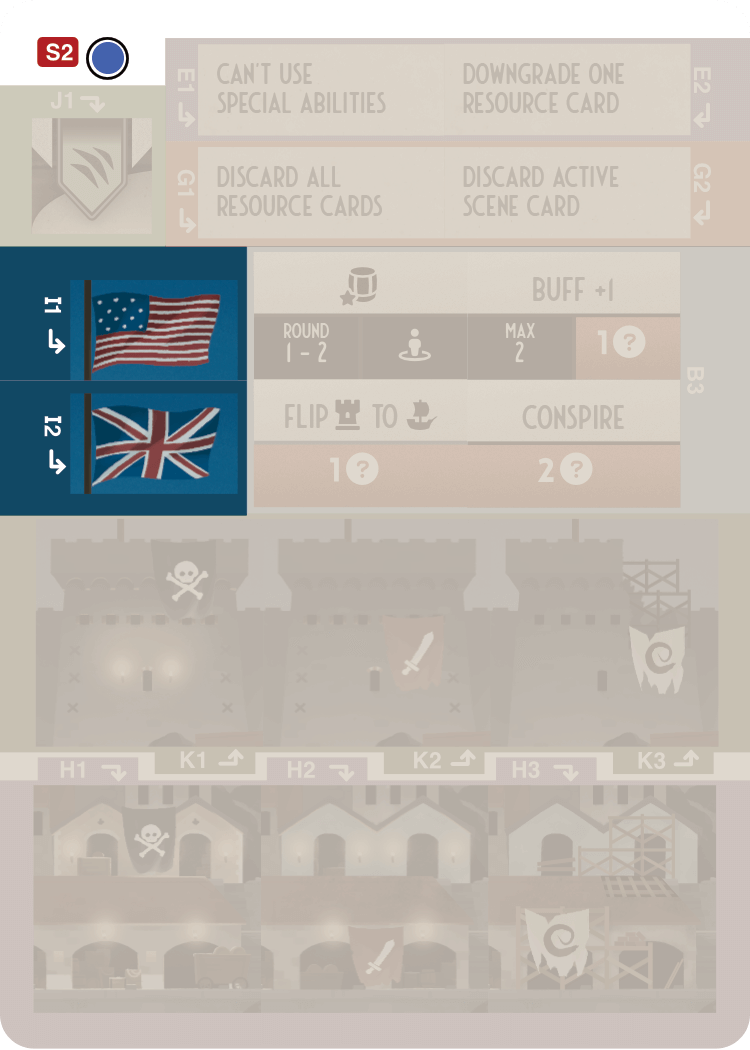 S2
J1
E1
CAN'T USE
SPECIAL ABILITIES
DOWNGRADE ONE
RESOURCE CARD
E2
G1
DISCARD ALL
RESOURCE CARDS
DISCARD ACTIVE
SCENE CARD
G2
I1
BUFF +1
ROUND
1 – 2
MAX
2
1 ?
B3
I2
FLIP TO
CONSPIRE
1 ?
2 ?
H1
K1
H2
K2
H3
K3